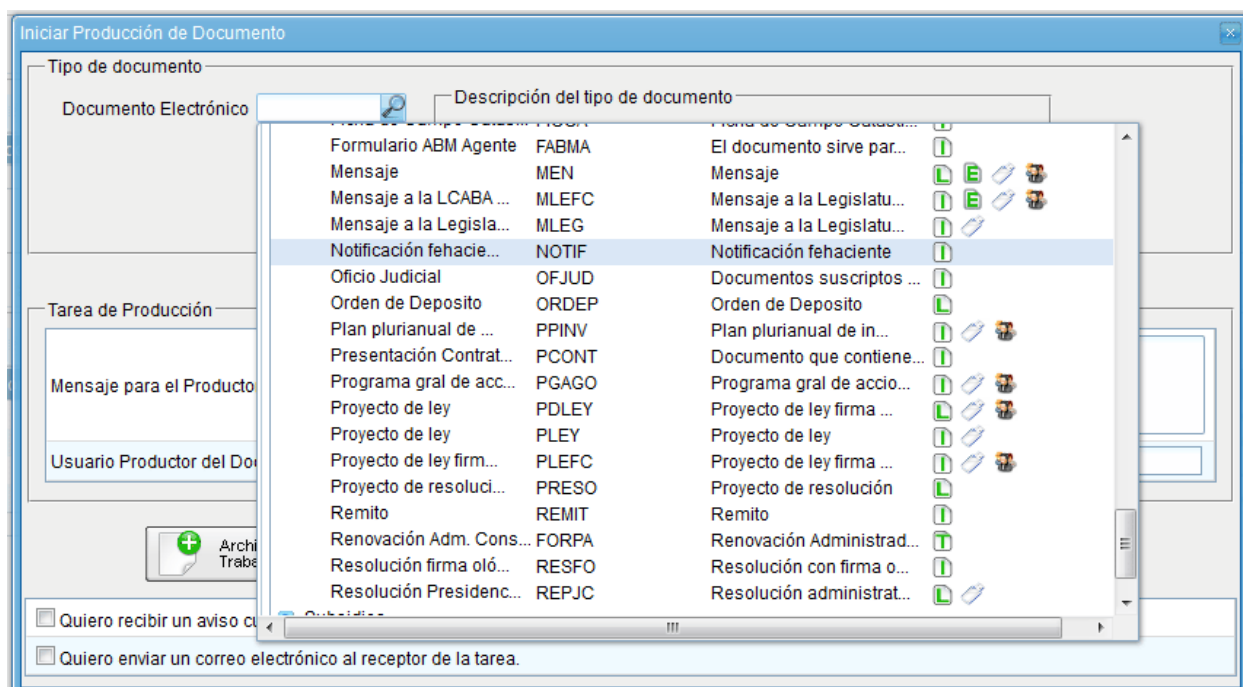 Iniciar Producción de Documento
Tipo de documento
Documento Electrónico
Descripción del tipo de documento
Formulario ABM Agente FABMA El documento sirve par...
Mensaje MEN Mensaje
Mensaje a la LCABA ... MLEFC Mensaje a la Legislatu...
Mensaje a la Legisla... MLEG Mensaje a la Legislatu...
Notificación fehacie... NOTIF Notificación fehaciente
Oficio Judicial OFJUD Documentos suscriptos ...
Orden de Deposito ORDEP Orden de Deposito
Plan plurianual de ... PPINV Plan plurianual de in...
Presentación Contrat... PCONT Documento que contiene...
Programa gral de acc... PGAGO Programa gral de accio...
Proyecto de ley PDLEY Proyecto de ley firma ...
Proyecto de ley PLEY Proyecto de ley
Proyecto de ley firm... PLEFC Proyecto de ley firma ...
Proyecto de resoluci... PRESO Proyecto de resolución
Remito REMIT Remito
Renovación Adm. Cons... FORPA Renovación Administrad...
Resolución firma oló... RESFO Resolución con firma o...
Resolución Presidenc... REPJC Resolución administrat...
Tarea de Producción
Mensaje para el Producto
Usuario Productor del Do
Archi
Traba
Quiero recibir un aviso cu
Quiero enviar un correo electrónico al receptor de la tarea.